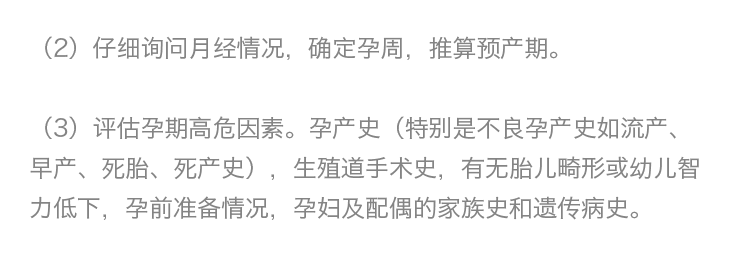 （2）仔细询问月经情况，确定孕周，推算预产期。
（3）评估孕期高危因素。孕产史（特别是不良孕产史如流产、
早产、死胎、死产史），生殖道手术史，有无胎儿畸形或幼儿智
力低下，孕前准备情况，孕妇及配偶的家族史和遗传病史。